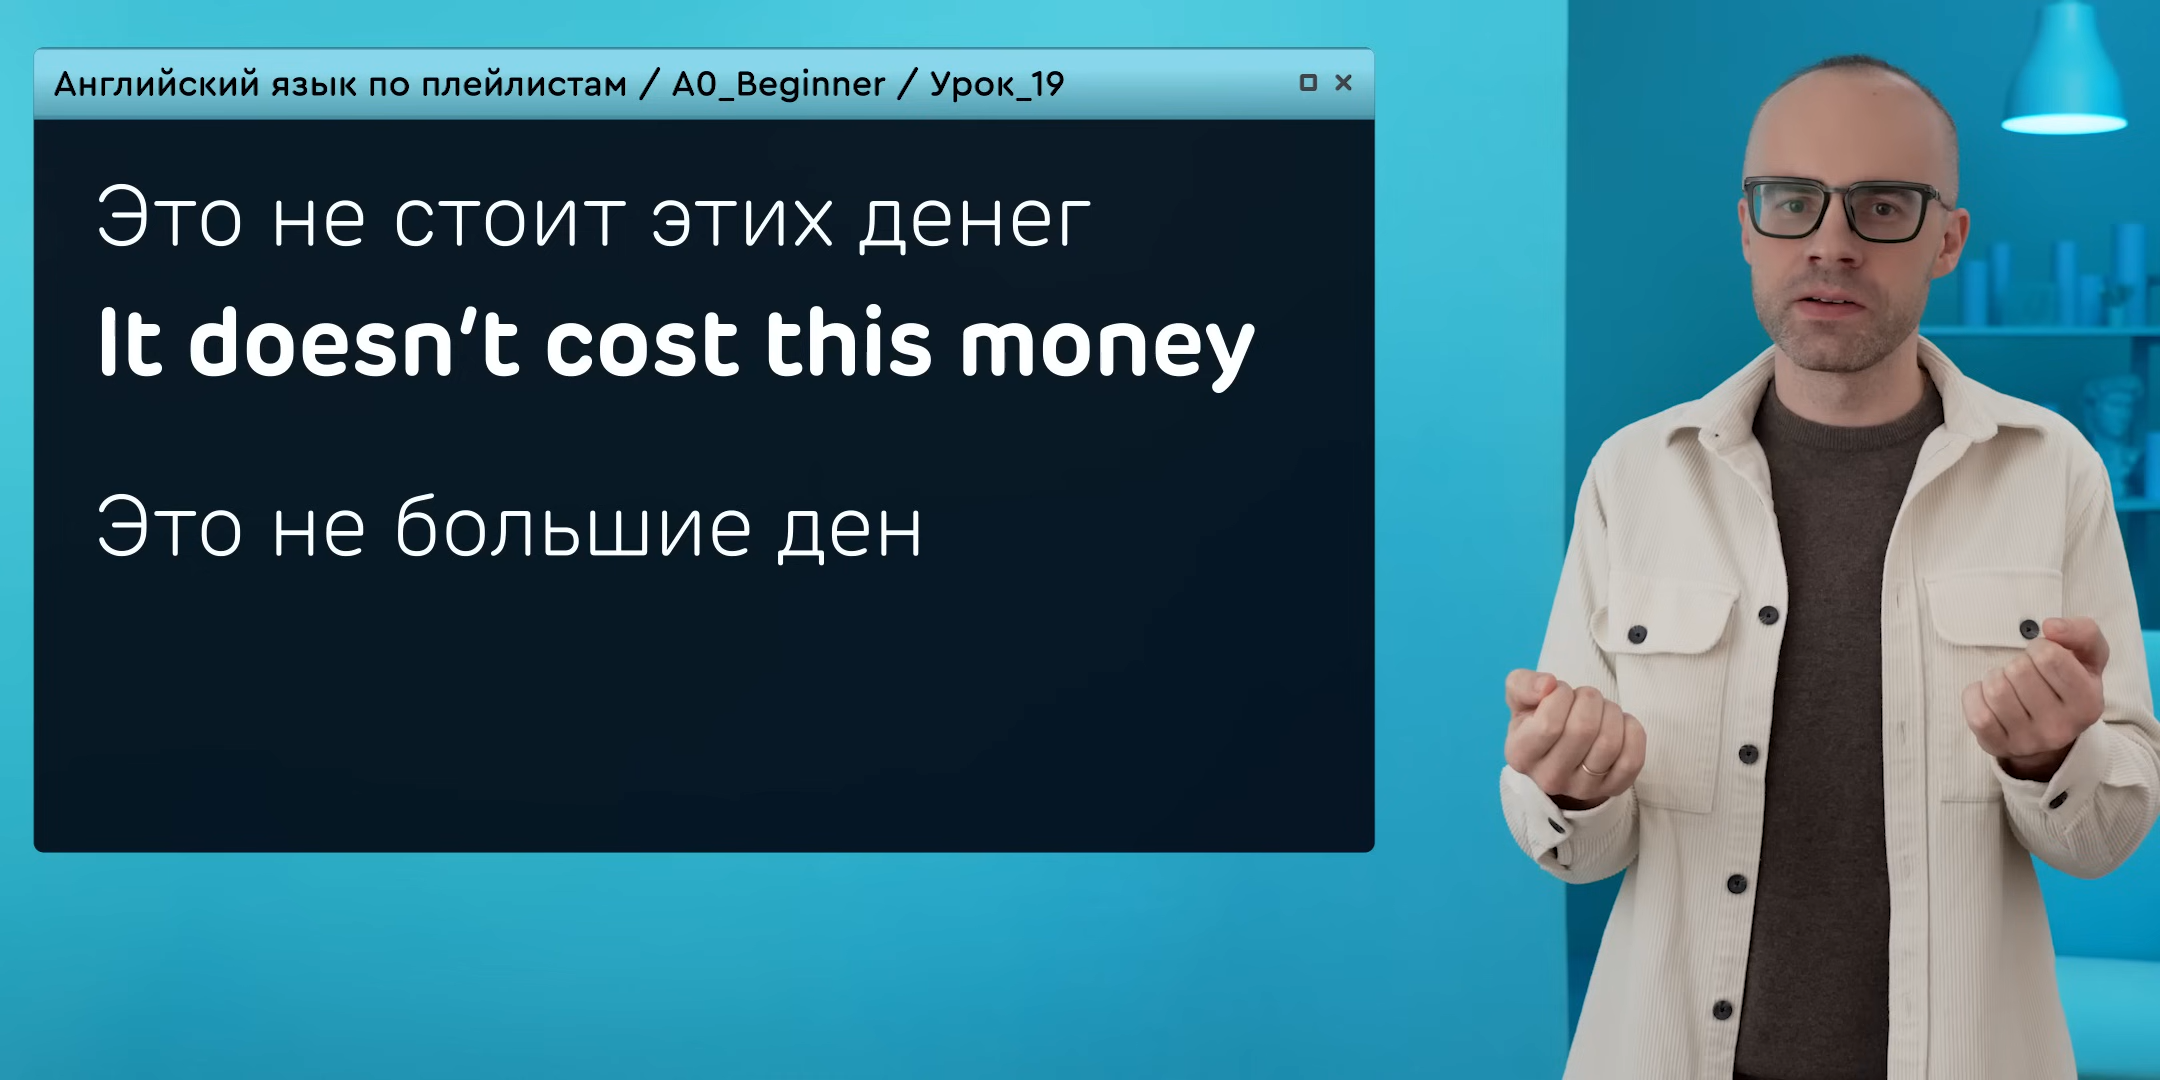 Английский язык по плейлистам / A0_Beginner / Урок_19
Это не стоит этих денег
It doesn't cost this money
Это не большие ден